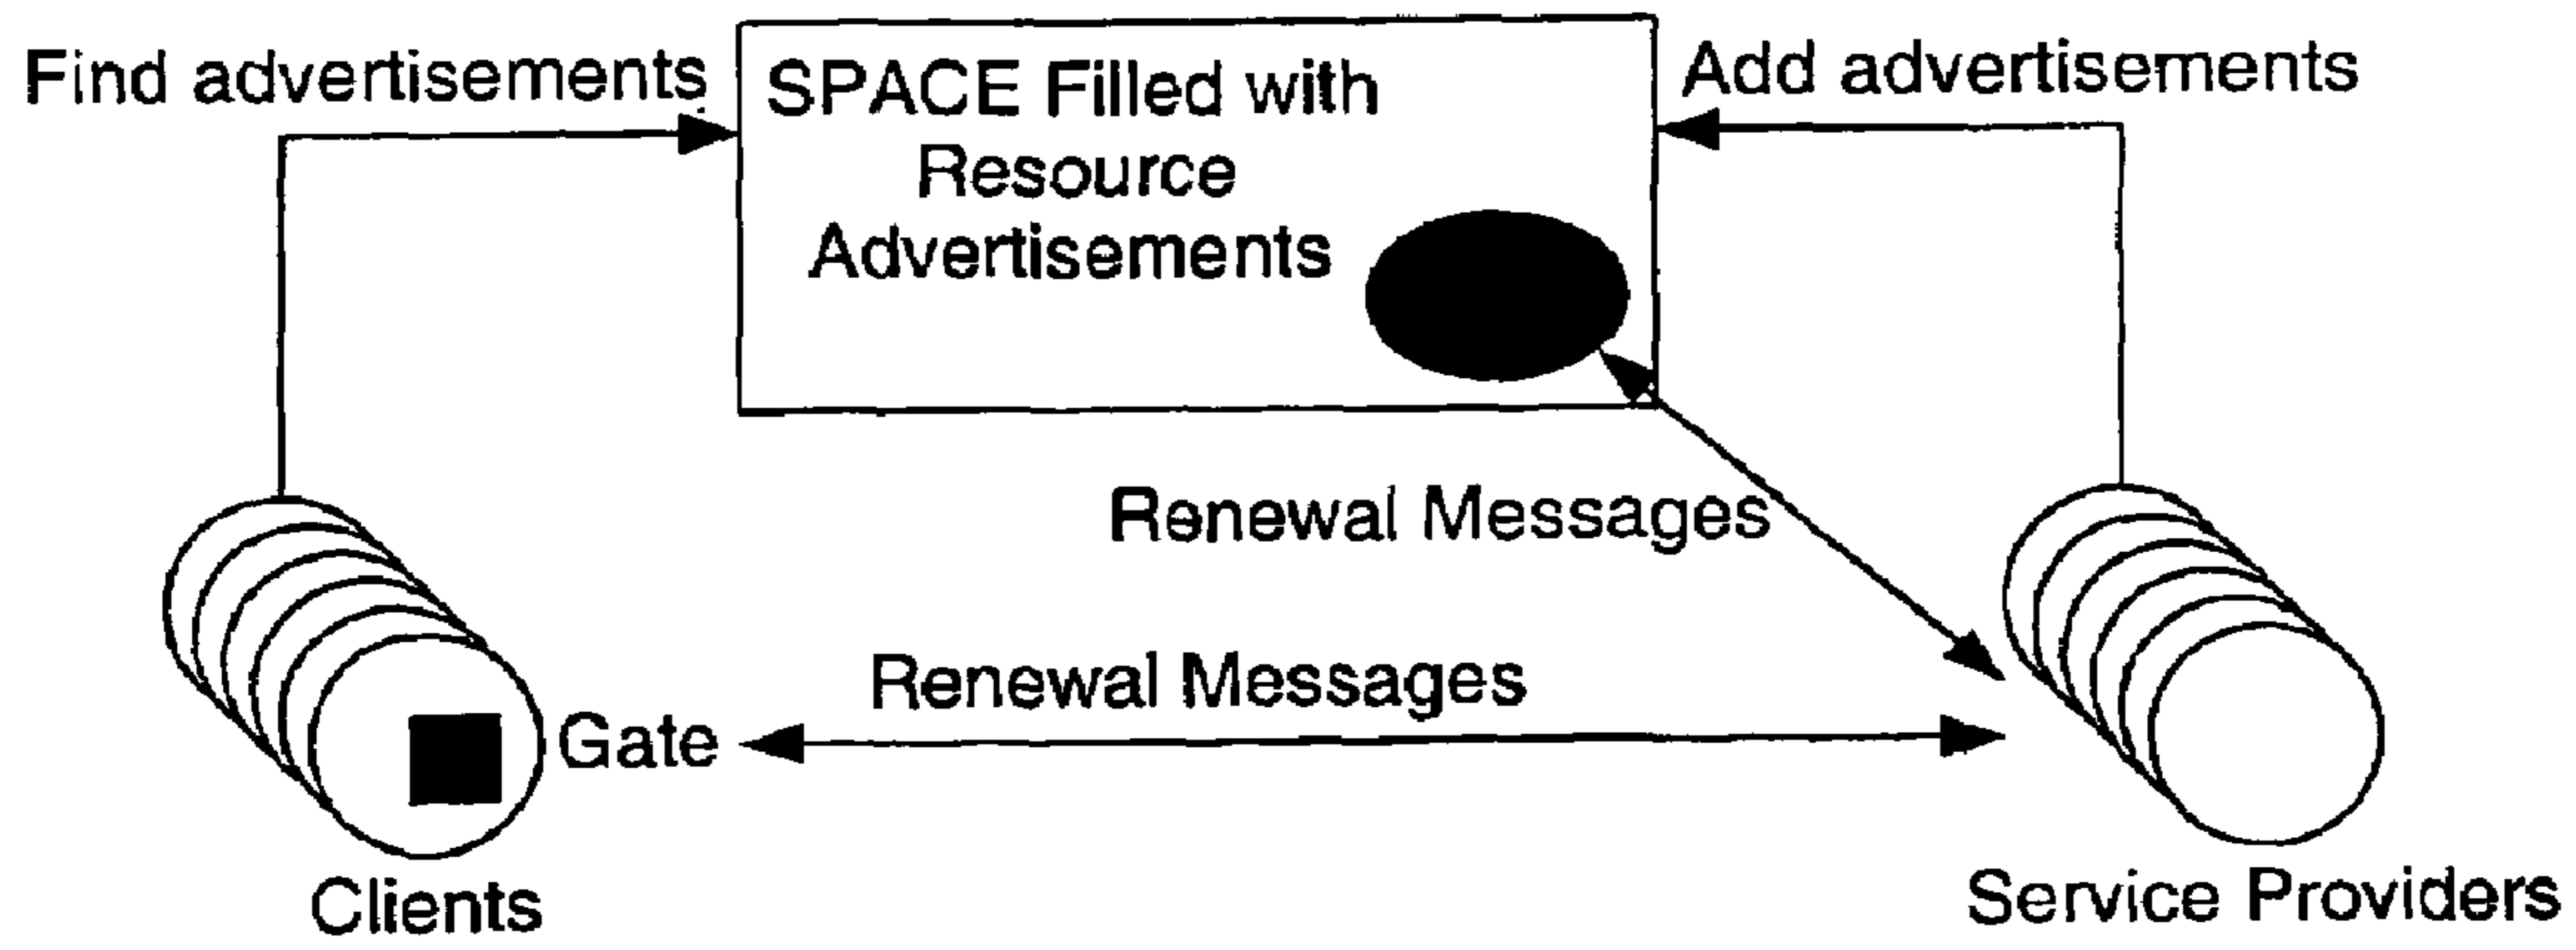 Find advertisements
SPACE Filled with
Resource
Advertisements
Add advertisements
Renewal Messages
Renewal Messages
Gate
Clients
Service Providers